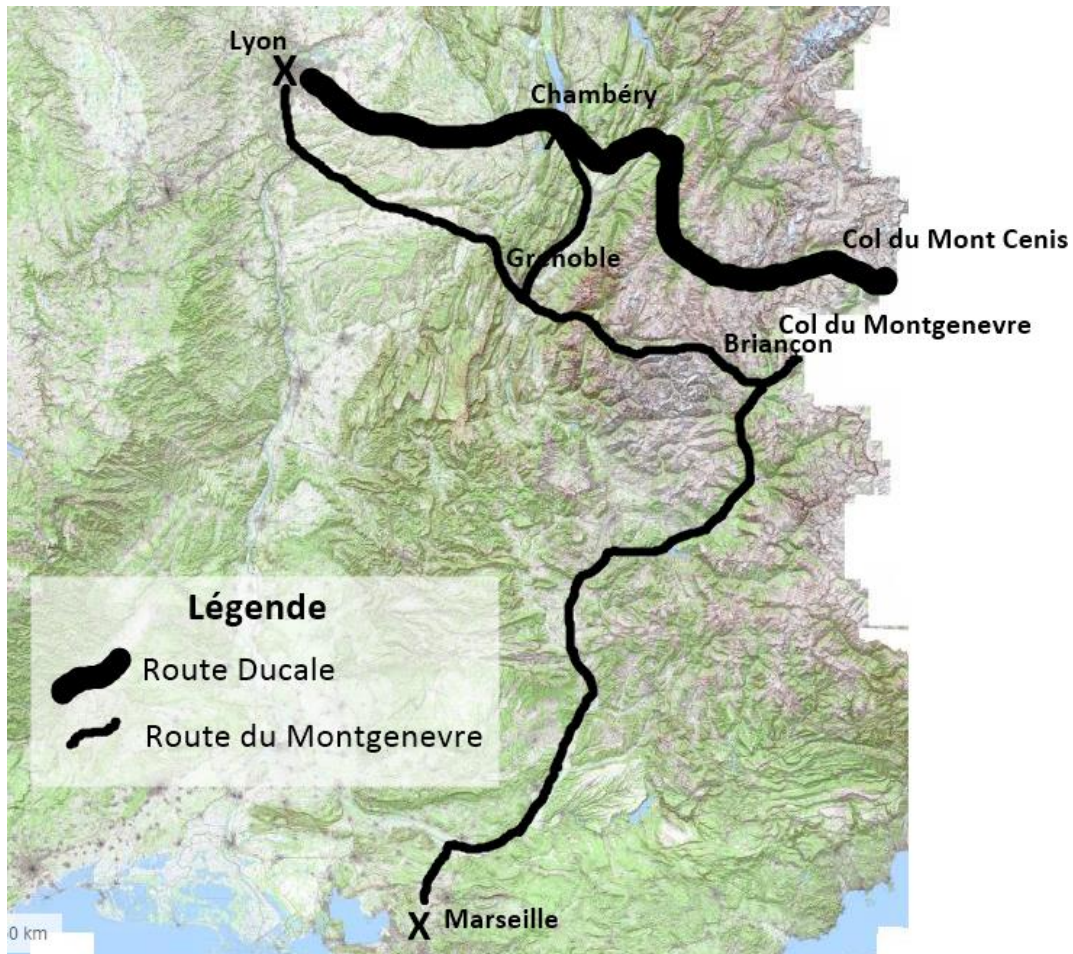 Lyon
X
Chambéry
Col du Mont Cenis
Grenoble
Col du Montgenevre
Briançon
Légende
Route Ducale
Route du Montgenevre
X Marseille
0 km